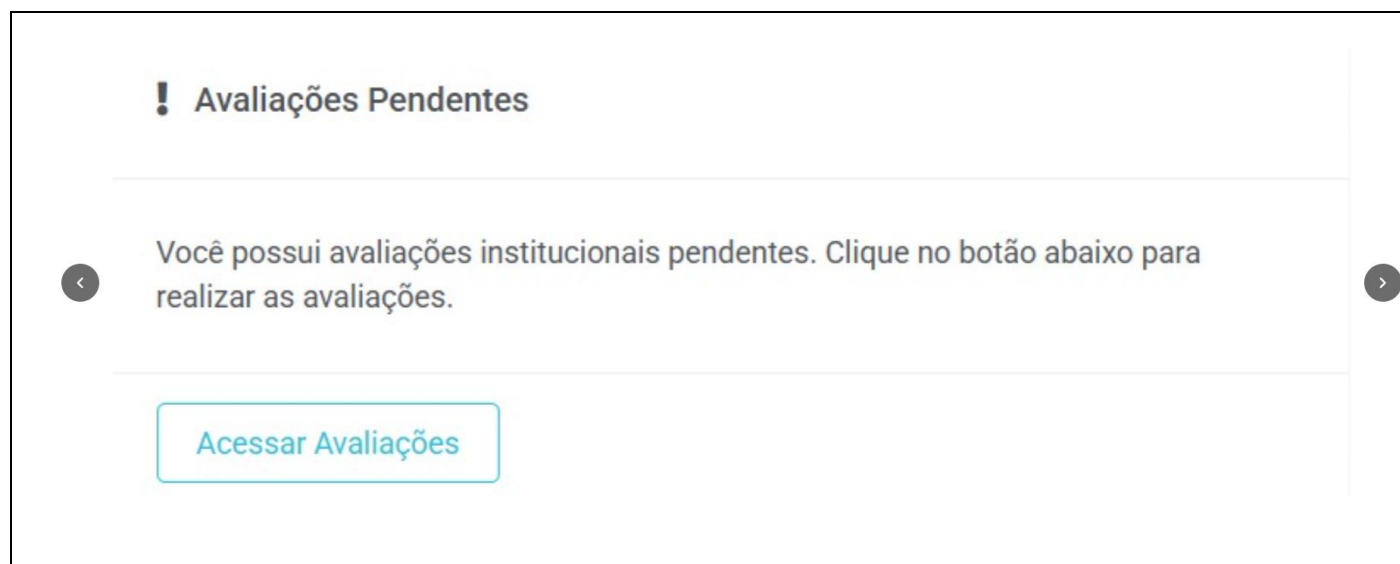 ! Avaliações Pendentes
Você possui avaliações institucionais pendentes. Clique no botão abaixo para
realizar as avaliações.
Acessar Avaliações